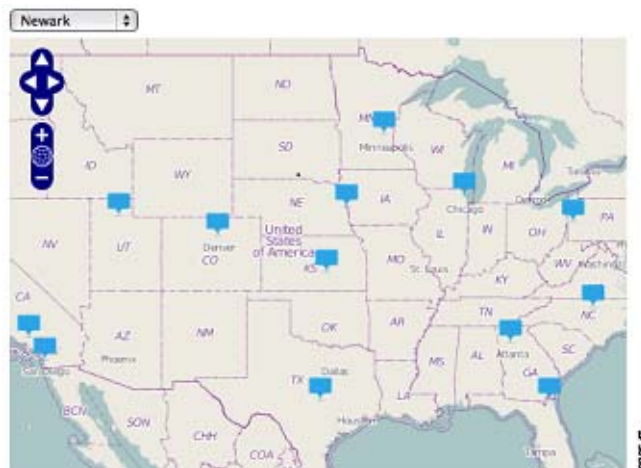 Newark
MT
ND
MN
Minneapolis
ID
SD
WI
MI
WY
Chicago
NE
IA
PA
NV
UT
Denver
CO
United
States
of America
KS
MO
St. Louis
IL
IN
OH
WV
Washington
KY
CA
AZ
NM
OK
AR
TN
NC
Phoenix
San Diego
Dallas
TX
MS
AL
Atlanta
GA
SC
LA
Houston
BCN
SON
CHH
COA
Tampa